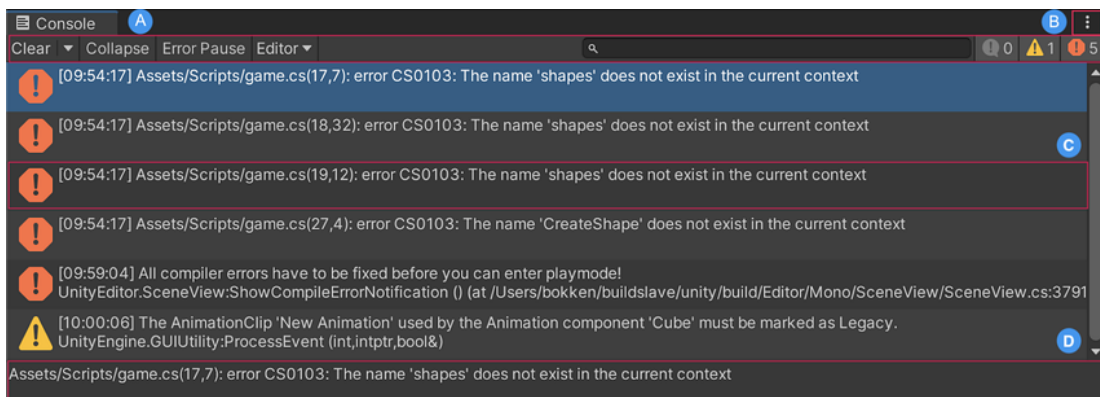 Console A B
Clear Collapse Error Pause Editor 0 1 5
[09:54:17] Assets/Scripts/game.cs(17,7): error CS0103: The name 'shapes' does not exist in the current context
[09:54:17] Assets/Scripts/game.cs(18,32): error CS0103: The name 'shapes' does not exist in the current context
C
[09:54:17] Assets/Scripts/game.cs(19,12): error CS0103: The name 'shapes' does not exist in the current context
[09:54:17] Assets/Scripts/game.cs(27,4): error CS0103: The name 'CreateShape' does not exist in the current context
[09:59:04] All compiler errors have to be fixed before you can enter playmode!
UnityEditor.SceneView:ShowCompileErrorNotification () (at /Users/bokken/buildslave/unity/build/Editor/Mono/SceneView/SceneView.cs:3791
[10:00:06] The AnimationClip 'New Animation' used by the Animation component 'Cube' must be marked as Legacy.
UnityEngine.GUIUtility:ProcessEvent (int,intptr,bool&) D
Assets/Scripts/game.cs(17,7): error CS0103: The name 'shapes' does not exist in the current context